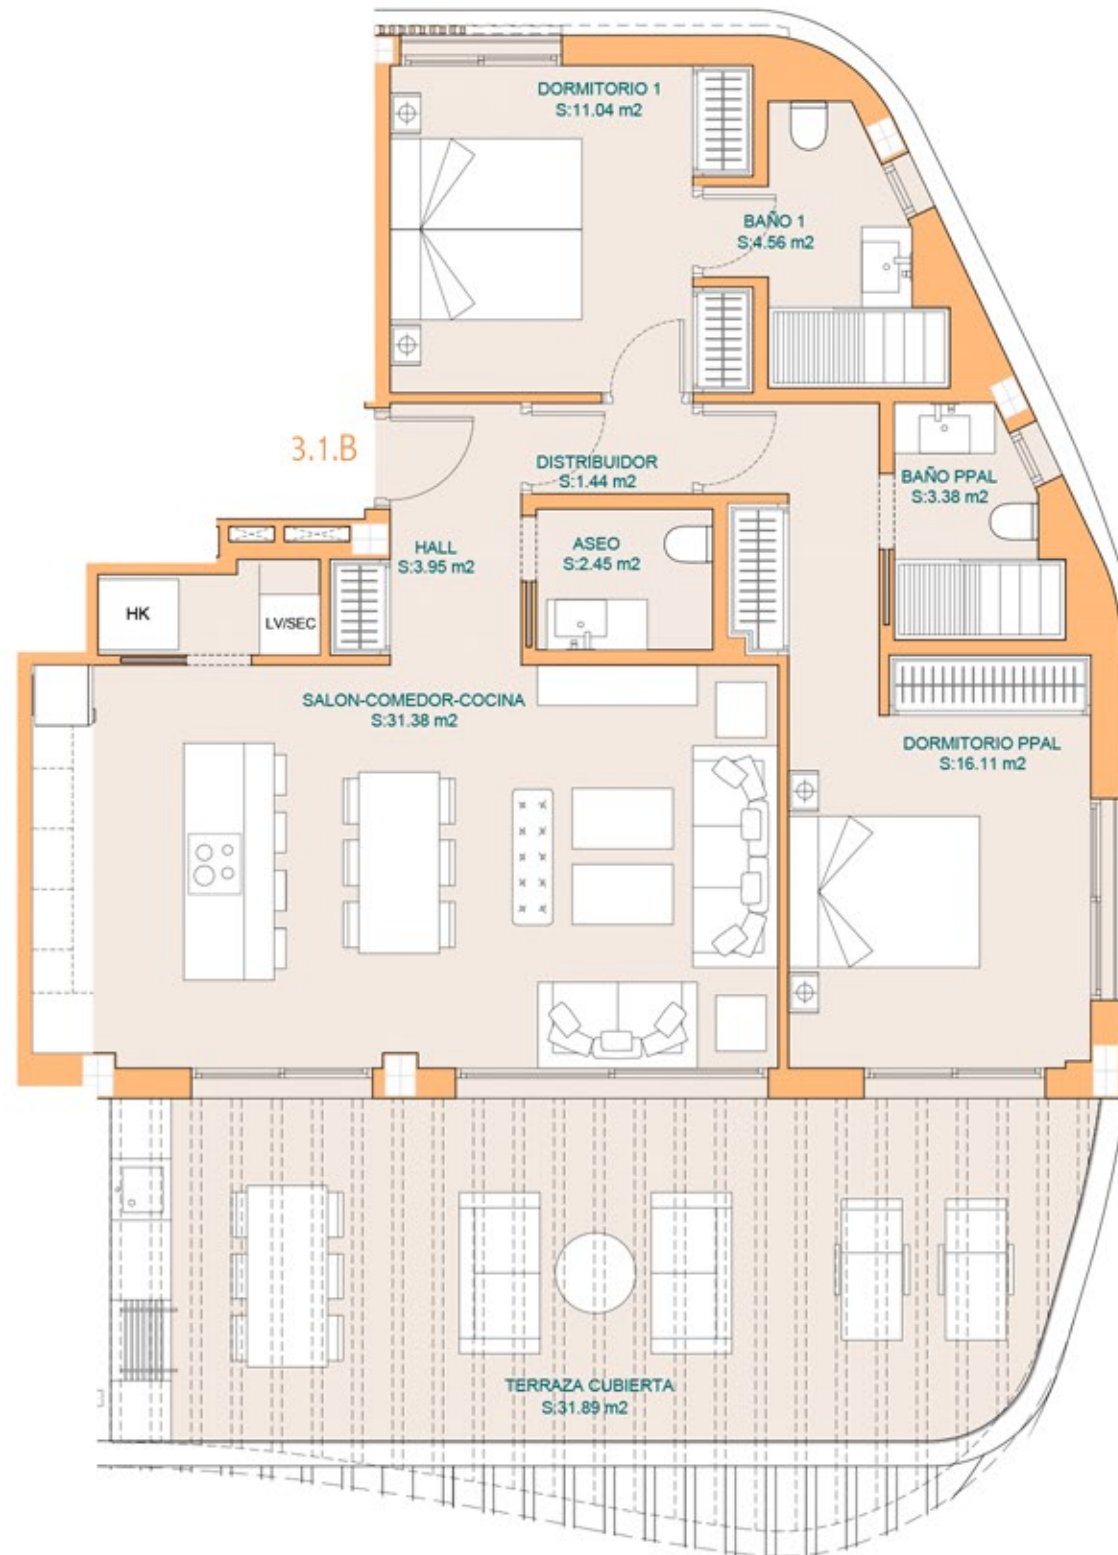 DORMITORIO 1
S:11.04 m2
BAÑO 1
S:4.56 m2
3.1.B
DISTRIBUIDOR
S:1.44 m2
BAÑO PPAL
S:3.38 m2
HALL
S:3.95 m2
ASEO
S:2.45 m2
HK
LV/SEC
SALON-COMEDOR-COCINA
S:31.38 m2
DORMITORIO PPAL
S:16.11 m2
TERRAZA CUBIERTA
S:31.89 m2